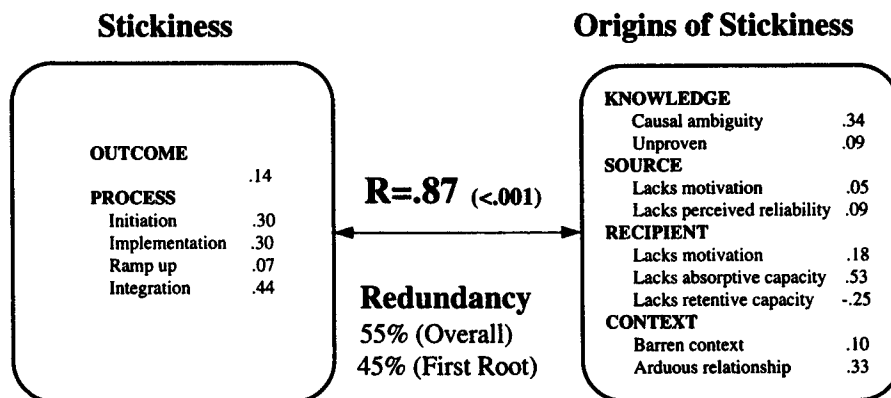 Stickiness
Origins of Stickiness
OUTCOME
.14
PROCESS
Initiation .30
Implementation .30
Ramp up .07
Integration .44
R=.87 (<.001)
Redundancy
55% (Overall)
45% (First Root)
KNOWLEDGE
Causal ambiguity .34
Unproven .09
SOURCE
Lacks motivation .05
Lacks perceived reliability .09
RECIPIENT
Lacks motivation .18
Lacks absorptive capacity .53
Lacks retentive capacity -.25
CONTEXT
Barren context .10
Arduous relationship .33